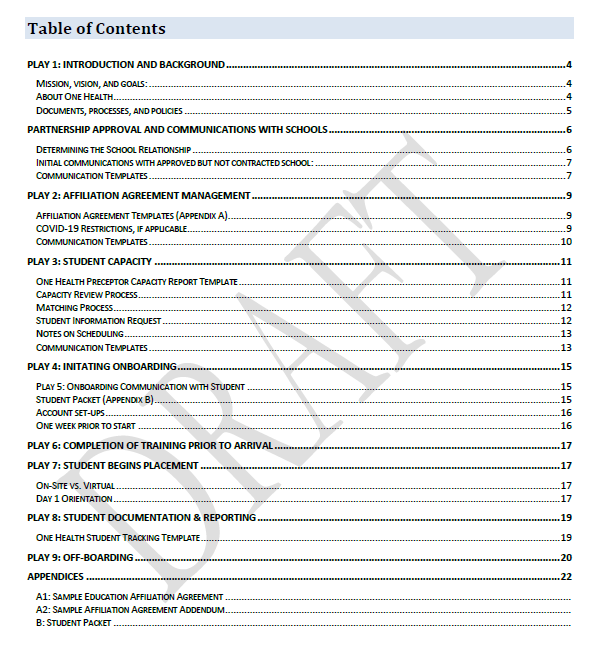 Table of Contents
PLAY 1: INTRODUCTION AND BACKGROUND....................4
MISSION, VISION, AND GOALS:....................4
ABOUT ONE HEALTH....................4
DOCUMENTS, PROCESSES, AND POLICIES....................5
PARTNERSHIP APPROVAL AND COMMUNICATIONS WITH SCHOOLS....................6
DETERMINING THE SCHOOL RELATIONSHIP....................6
INITIAL COMMUNICATIONS WITH APPROVED BUT NOT CONTRACTED SCHOOL:....................7
COMMUNICATION TEMPLATES....................7
PLAY 2: AFFILIATION AGREEMENT MANAGEMENT....................9
AFFILIATION AGREEMENT TEMPLATES (APPENDIX A)....................9
COVID-19 RESTRICTIONS, IF APPLICABLE....................9
COMMUNICATION TEMPLATES....................10
PLAY 3: STUDENT CAPACITY....................11
ONE HEALTH PRECEPTOR CAPACITY REPORT TEMPLATE....................11
CAPACITY REVIEW PROCESS....................11
MATCHING PROCESS....................12
STUDENT INFORMATION REQUEST....................12
NOTES ON SCHEDULING....................13
COMMUNICATION TEMPLATES....................13
PLAY 4: INITATING ONBOARDING....................15
PLAY 5: ONBOARDING COMMUNICATION WITH STUDENT....................15
STUDENT PACKET (APPENDIX B)....................15
ACCOUNT SET-UPS....................16
ONE WEEK PRIOR TO START....................16
PLAY 6: COMPLETION OF TRAINING PRIOR TO ARRIVAL....................17
PLAY 7: STUDENT BEGINS PLACEMENT....................17
ON-SITE VS. VIRTUAL....................17
DAY 1 ORIENTATION....................17
PLAY 8: STUDENT DOCUMENTATION & REPORTING....................19
ONE HEALTH STUDENT TRACKING TEMPLATE....................19
PLAY 9: OFF-BOARDING....................20
APPENDICES....................22
A1: SAMPLE EDUCATION AFFILIATION AGREEMENT....................
A2: SAMPLE AFFILIATION AGREEMENT ADDENDUM....................
B: STUDENT PACKET....................
DRAFT